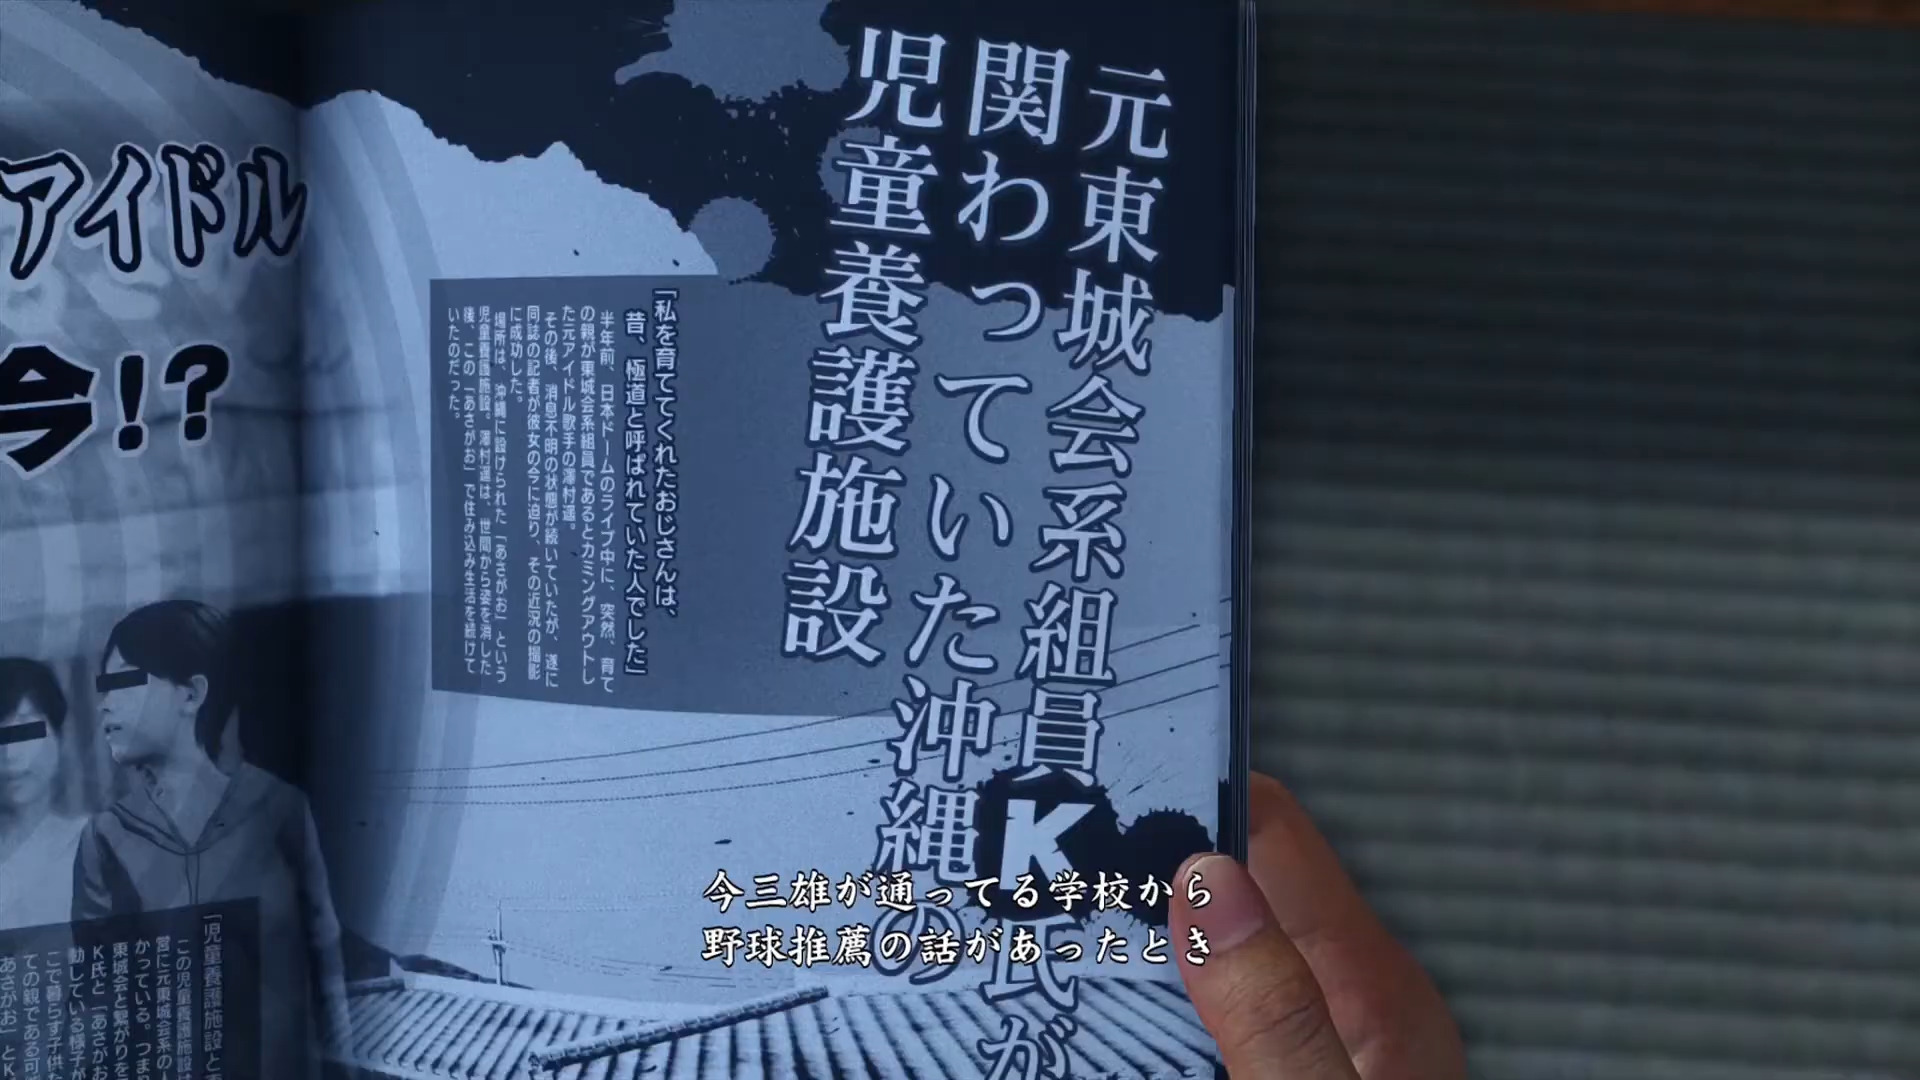 元東城会系組員K氏が
関わっていた沖縄の
児童養護施設
「私を育ててくれたおじさんは、
昔、極道と呼ばれていた人でした」
半年前、日本ドームのライブ中に、突然、育て
の親が東城会系組員であるとカミングアウトし
た元アイドル歌手の澤村遥。
その後、消息不明の状態が続いていたが、遂に
同誌の記者が彼女の今に迫り、その近況の撮影
に成功した。
場所は、沖縄に設けられた「あさがお」という
児童養護施設。澤村遥は、世間から姿を消した
後、この「あさがお」で住み込み生活を続けて
いたのだった。
アイドル
今!?
「児童養護施設と
この児童養護施設は
営に元東城会系の人
かっている。つまり
東城会と繋がりを
K氏と「あさがお
動している様子が
ここで暮らす子供た
ての親である可
あさがお」とK
今三雄が通ってる学校から
野球推薦の話があったとき